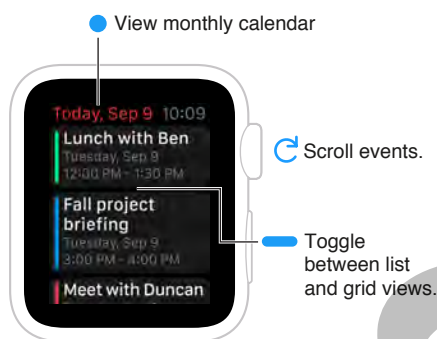 View monthly calendar
Today, Sep 9 10:09
Lunch with Ben
Tuesday, Sep 9
12:00 PM - 1:30 PM
Scroll events.
Fall project
briefing
Tuesday, Sep 9
3:00 PM - 4:00 PM
Toggle
between list
and grid views.
Meet with Duncan